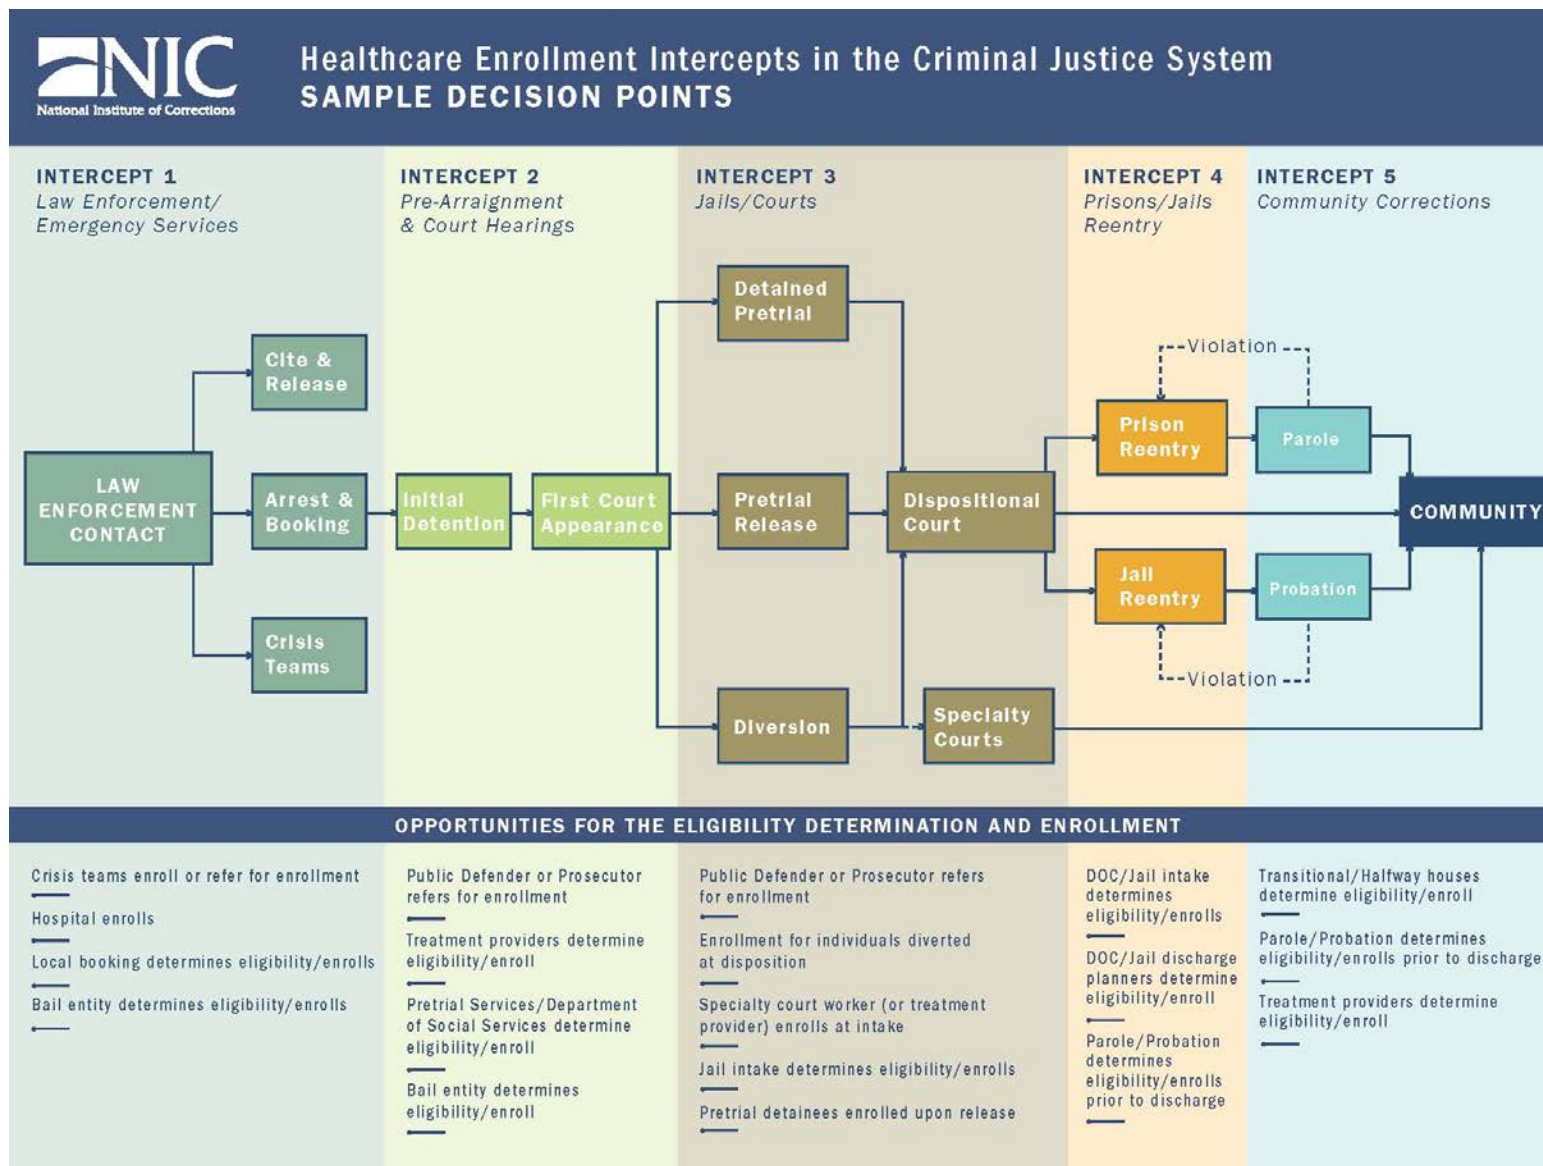 NIC
National Institute of Corrections
Healthcare Enrollment Intercepts in the Criminal Justice System
SAMPLE DECISION POINTS
INTERCEPT 1
Law Enforcement/
Emergency Services
INTERCEPT 2
Pre-Arraignment
& Court Hearings
INTERCEPT 3
Jails/Courts
INTERCEPT 4
Prisons/Jails
Reentry
INTERCEPT 5
Community Corrections
LAW
ENFORCEMENT
CONTACT
Cite &
Release
Arrest &
Booking
Crisis
Teams
Initial
Detention
First Court
Appearance
Detained
Pretrial
Pretrial
Release
Diversion
Dispositional
Court
Specialty
Courts
Violation
Prison
Reentry
Parole
Jail
Reentry
Probation
Violation
COMMUNITY
OPPORTUNITIES FOR THE ELIGIBILITY DETERMINATION AND ENROLLMENT
Crisis teams enroll or refer for enrollment
Hospital enrolls
Local booking determines eligibility/enrolls
Bail entity determines eligibility/enrolls
Public Defender or Prosecutor
refers for enrollment
Treatment providers determine
eligibility/enroll
Pretrial Services/Department
of Social Services determine
eligibility/enroll
Bail entity determines
eligibility/enroll
Public Defender or Prosecutor refers
for enrollment
Enrollment for individuals diverted
at disposition
Specialty court worker (or treatment
provider) enrolls at intake
Jail intake determines eligibility/enrolls
Pretrial detainees enrolled upon release
DOC/Jail intake
determines
eligibility/enrolls
DOC/Jail discharge
planners determine
eligibility/enroll
Parole/Probation
determines
eligibility/enrolls
prior to discharge
Transitional/Halfway houses
determine eligibility/enroll
Parole/Probation determines
eligibility/enrolls prior to discharge
Treatment providers determine
eligibility/enroll